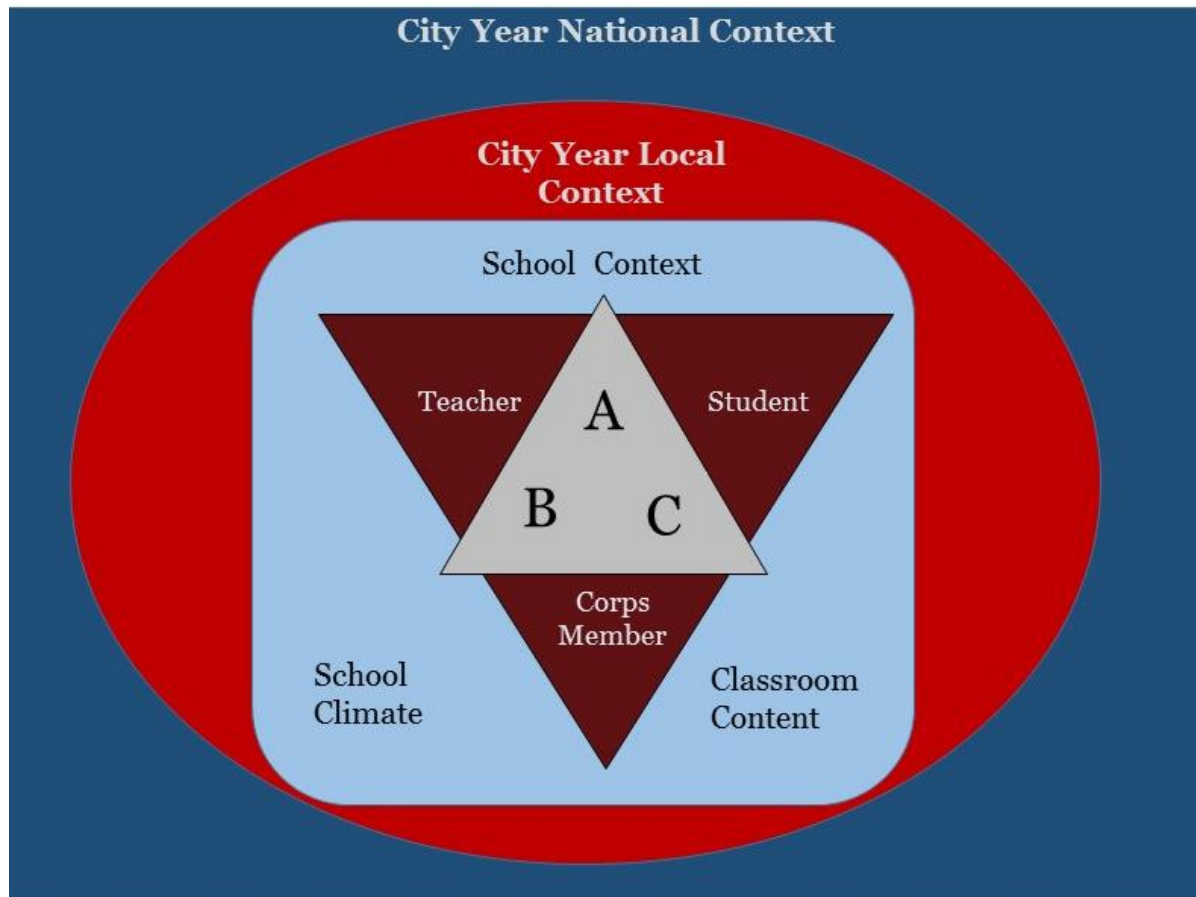 City Year National Context
City Year Local
Context
School Context
Teacher
A
Student
B
C
Corps
Member
School
Climate
Classroom
Content